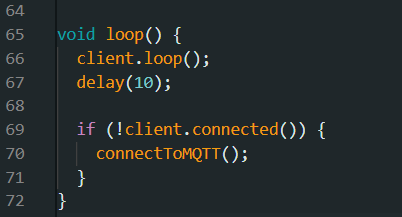 64
65 void loop() {
66   client.loop();
67   delay(10);
68
69   if (!client.connected()) {
70     connectToMQTT();
71   }
72 }